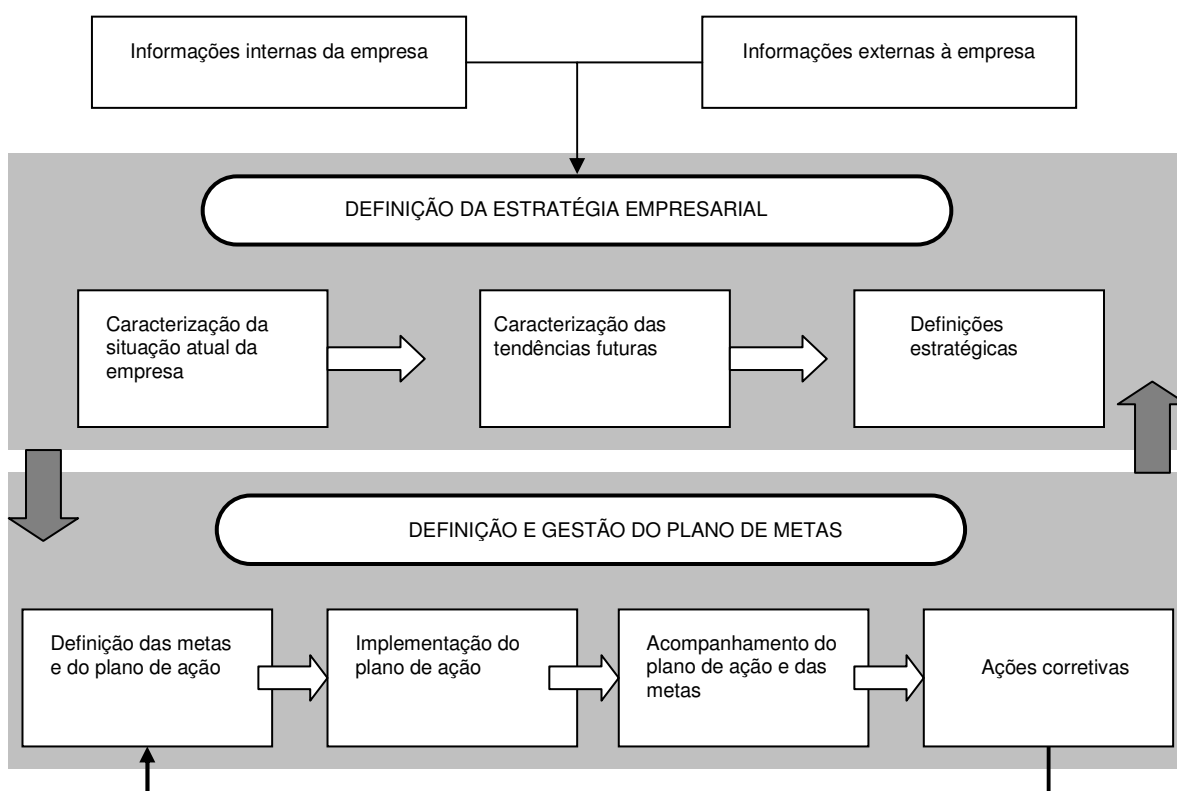 Informações internas da empresa
Informações externas à empresa
DEFINIÇÃO DA ESTRATÉGIA EMPRESARIAL
Caracterização da
situação atual da
empresa
Caracterização das
tendências futuras
Definições
estratégicas
DEFINIÇÃO E GESTÃO DO PLANO DE METAS
Definição das metas
e do plano de ação
Implementação do
plano de ação
Acompanhamento do
plano de ação e das
metas
Ações corretivas